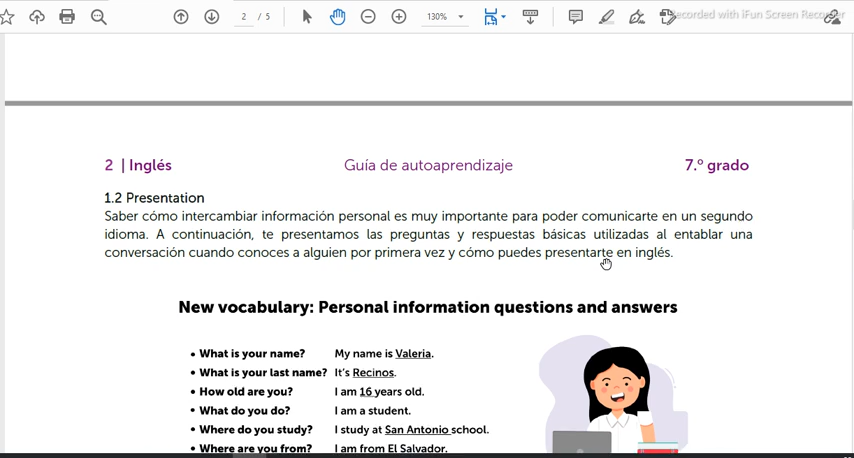 2 / 5
130%
Recorded with iFun Screen Recorder
2 | Inglés Guía de autoaprendizaje 7.º grado
1.2 Presentation
Saber cómo intercambiar información personal es muy importante para poder comunicarte en un segundo
idioma. A continuación, te presentamos las preguntas y respuestas básicas utilizadas al entablar una
conversación cuando conoces a alguien por primera vez y cómo puedes presentarte en inglés.
New vocabulary: Personal information questions and answers
• What is your name? My name is Valeria.
• What is your last name? It's Recinos.
• How old are you? I am 16 years old.
• What do you do? I am a student.
• Where do you study? I study at San Antonio school.
• Where are you from? I am from El Salvador.